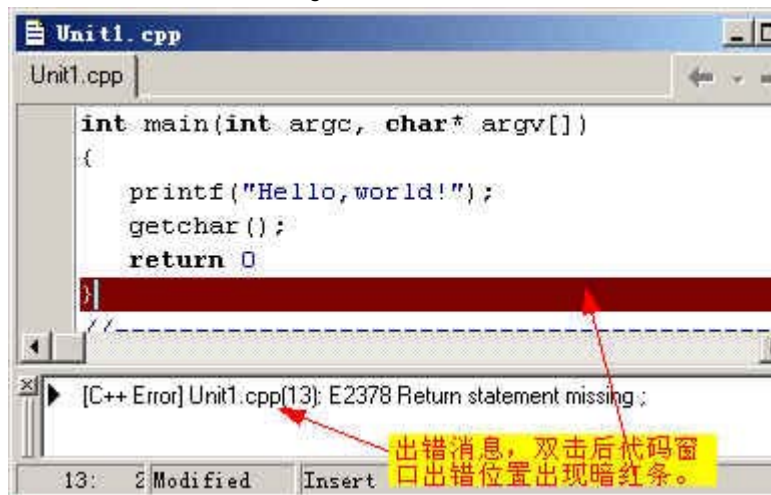 Unit1.cpp
Unit1.cpp
int main(int argc, char* argv[])
{
printf("Hello,world!");
getchar();
return 0
}
//----------------------------------------
[C++ Error] Unit1.cpp(13): E2378 Return statement missing ;
出错消息，双击后代码窗
口出错位置出现暗红条。
13: 2 Modified Insert